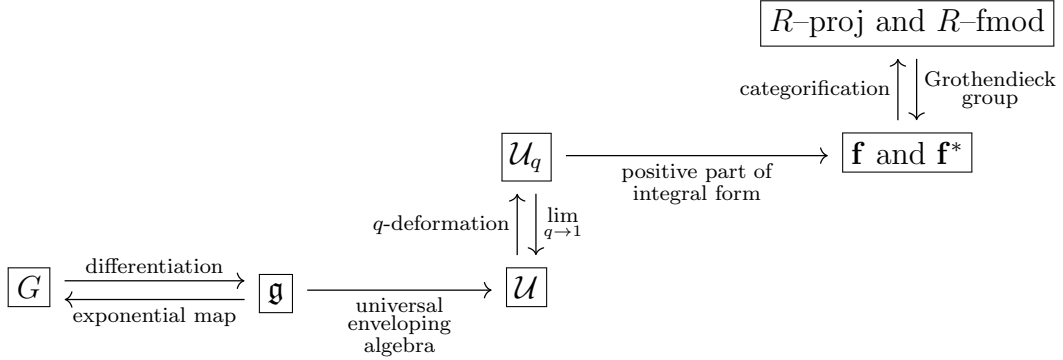 R–proj and R–fmod
categorification
Grothendieck
group
𝒰_q
positive part of
integral form
f and f*
q-deformation
lim
q→1
G
differentiation
exponential map
𝔤
universal
enveloping
algebra
𝒰